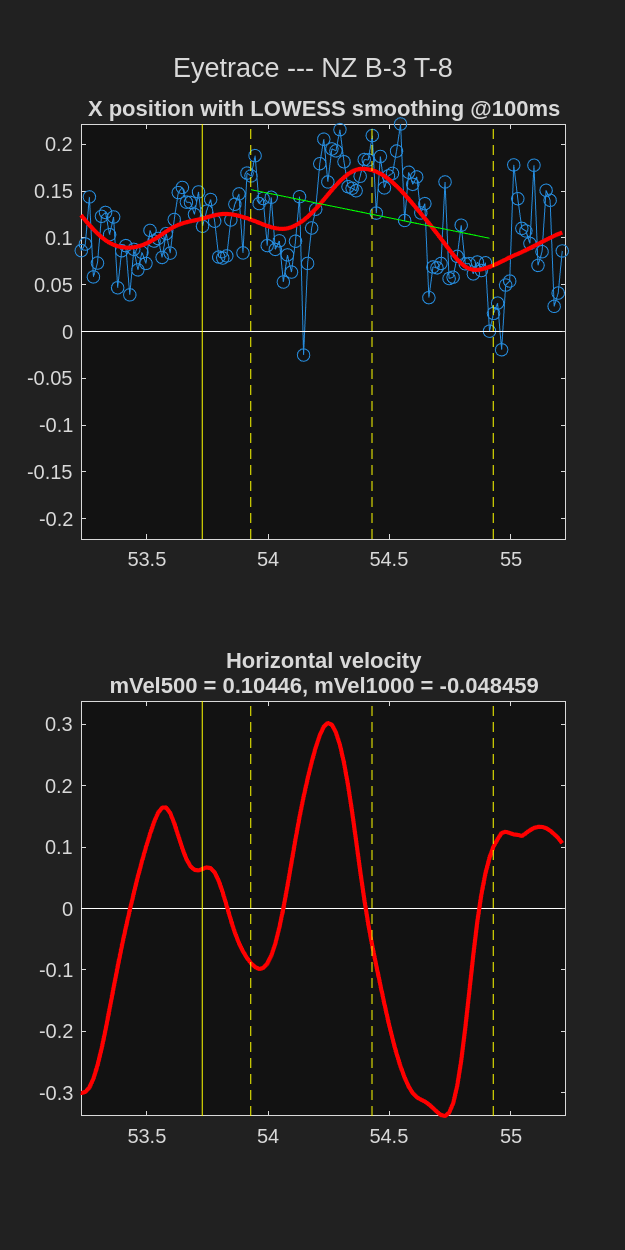 Eyetrace --- NZ B-3 T-8
X position with LOWESS smoothing @100ms
0.2
0.15
0.1
0.05
0
-0.05
-0.1
-0.15
-0.2
53.5 54 54.5 55
Horizontal velocity
mVel500 = 0.10446, mVel1000 = -0.048459
0.3
0.2
0.1
0
-0.1
-0.2
-0.3
53.5 54 54.5 55